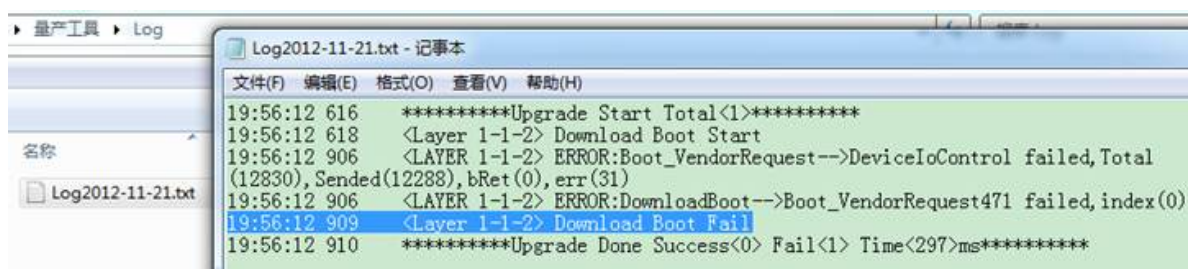 量产工具 ▸ Log
Log2012-11-21.txt - 记事本
文件(F) 编辑(E) 格式(O) 查看(V) 帮助(H)
19:56:12 616 **********Upgrade Start Total<1>**********
19:56:12 618 <Layer 1-1-2> Download Boot Start
名称
19:56:12 906 <LAYER 1-1-2> ERROR:Boot_VendorRequest-->DeviceIoControl failed,Total
(12830),Sended(12288),bRet(0),err(31)
Log2012-11-21.txt
19:56:12 906 <LAYER 1-1-2> ERROR:DownloadBoot-->Boot_VendorRequest471 failed,index(0)
19:56:12 909 <Layer 1-1-2> Download Boot Fail
19:56:12 910 **********Upgrade Done Success<0> Fail<1> Time<297>ms**********